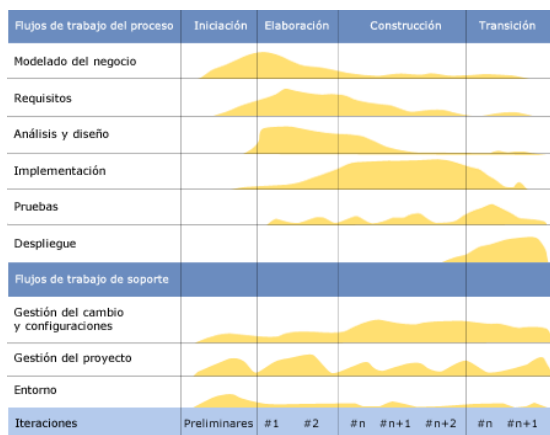 Flujos de trabajo del proceso Iniciación Elaboración Construcción Transición
Modelado del negocio
Requisitos
Análisis y diseño
Implementación
Pruebas
Despliegue
Flujos de trabajo de soporte
Gestión del cambio
y configuraciones
Gestión del proyecto
Entorno
Iteraciones Preliminares #1 #2 #n #n+1 #n+2 #n #n+1